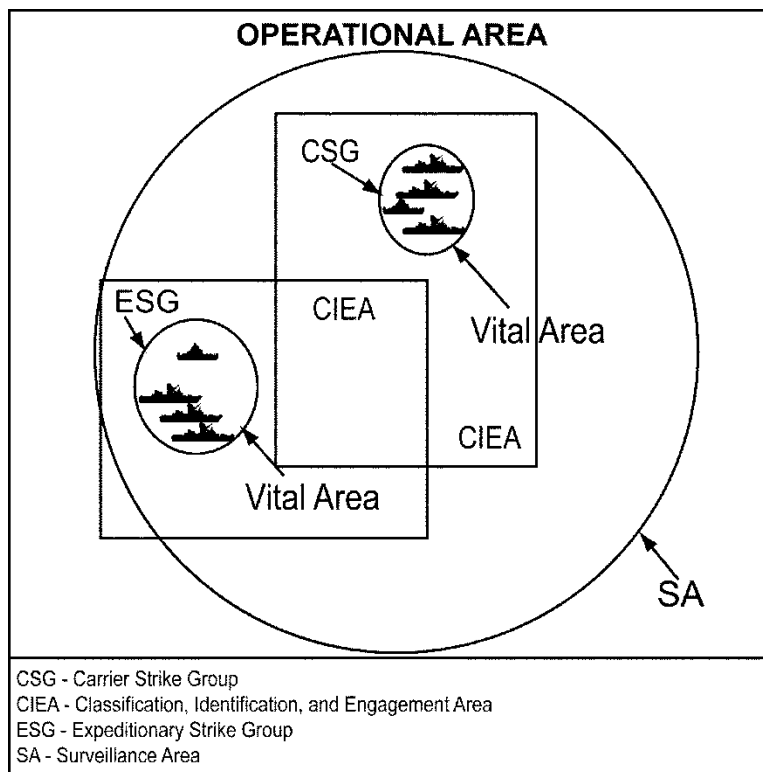 OPERATIONAL AREA
CSG
ESG
CIEA
Vital Area
CIEA
Vital Area
SA
CSG - Carrier Strike Group
CIEA - Classification, Identification, and Engagement Area
ESG - Expeditionary Strike Group
SA - Surveillance Area